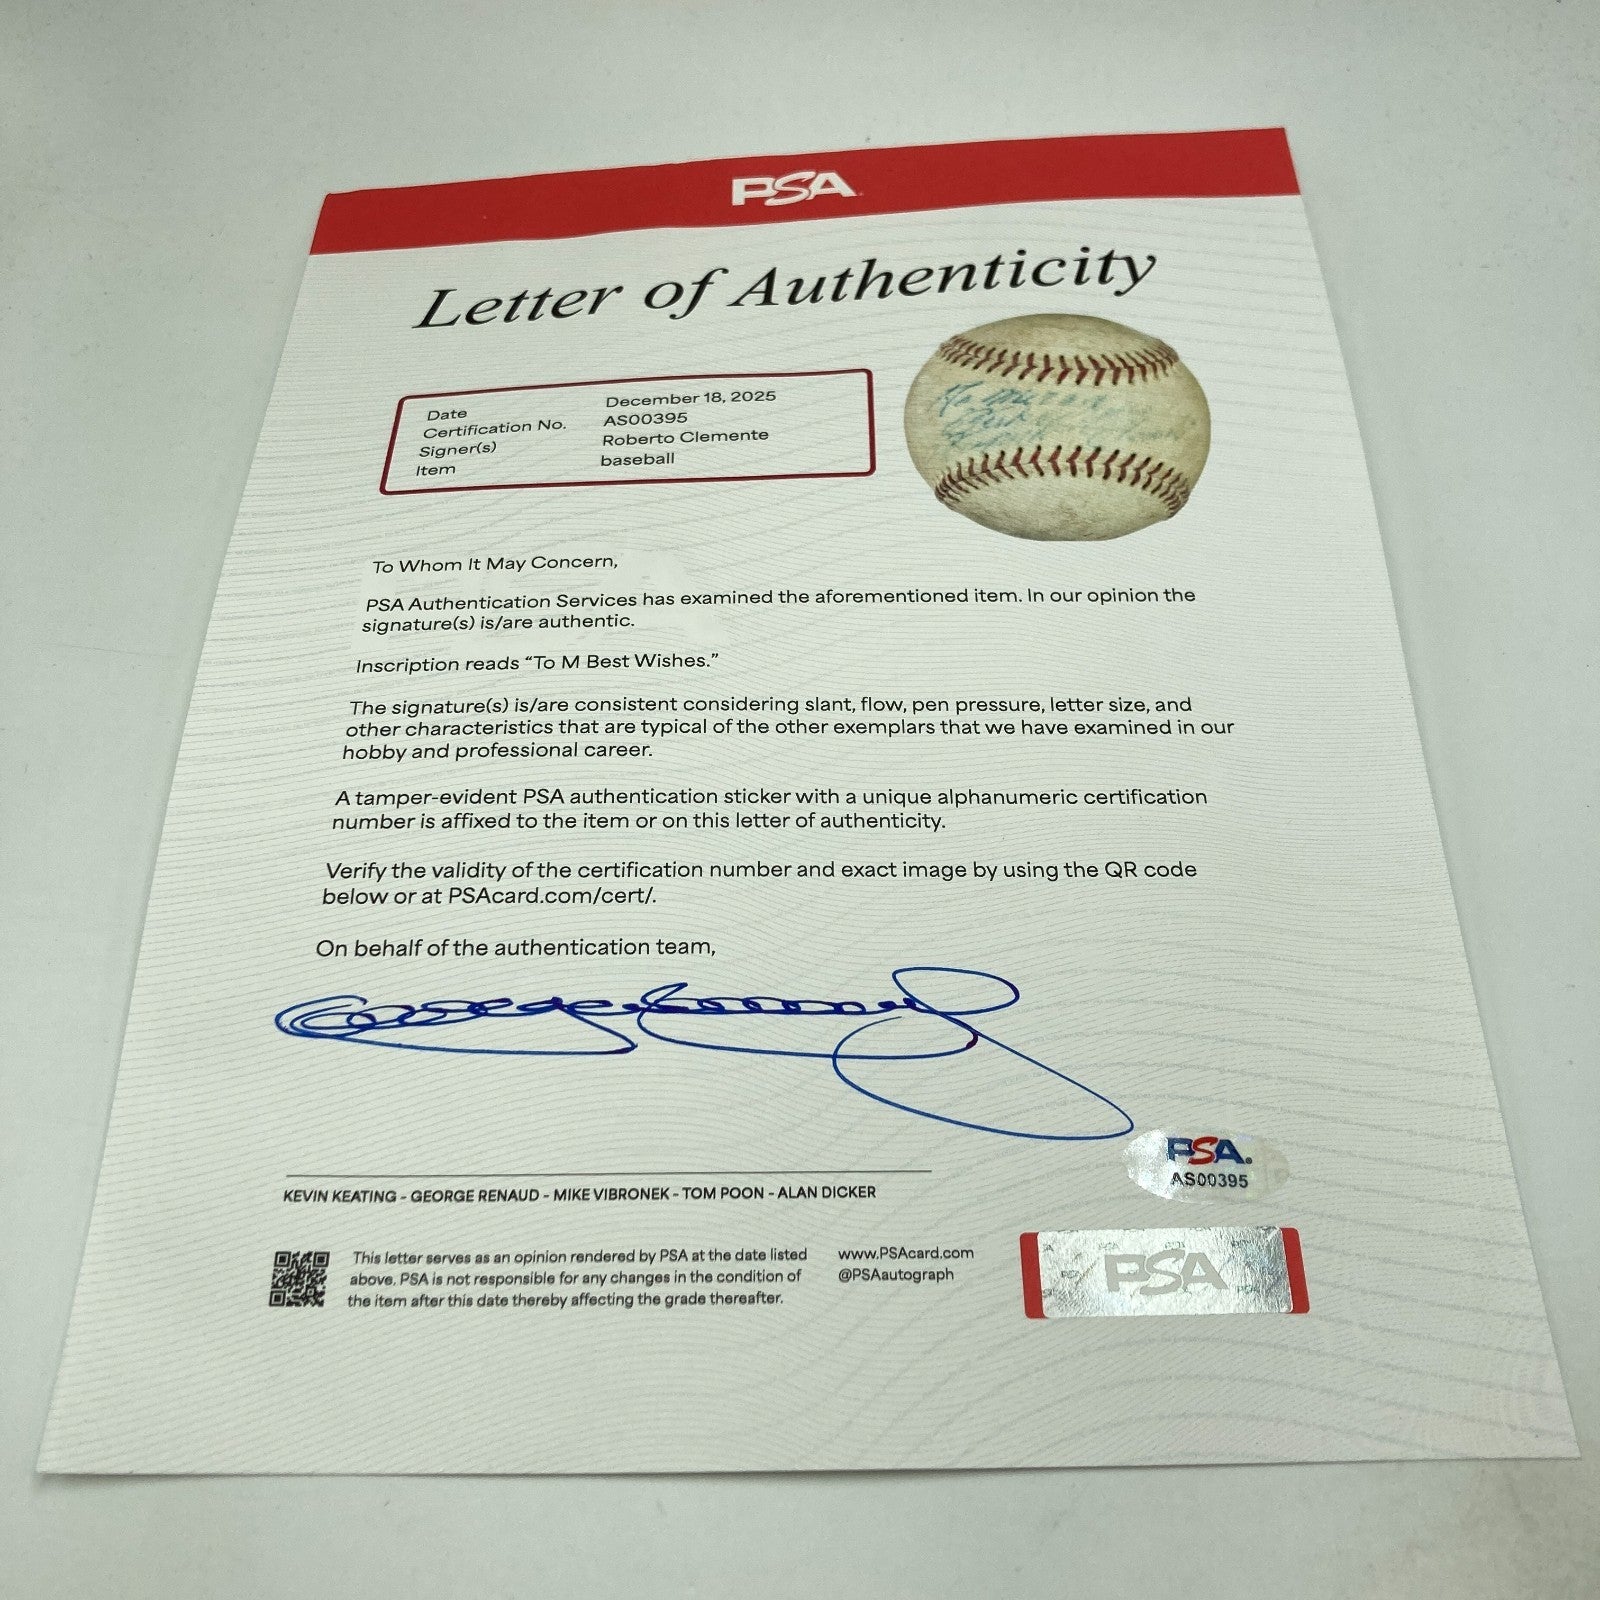 PSA
Letter of Authenticity
Date December 18, 2025
Certification No. AS00395
Signer(s) Roberto Clemente
Item baseball
To
To Whom It May Concern,
PSA Authentication Services has examined the aforementioned item. In our opinion the
signature(s) is/are authentic.
Inscription reads “To M Best Wishes.”
The signature(s) is/are consistent considering slant, flow, pen pressure, letter size, and
other characteristics that are typical of the other exemplars that we have examined in our
hobby and professional career.
A tamper-evident PSA authentication sticker with a unique alphanumeric certification
number is affixed to the item or on this letter of authenticity.
Verify the validity of the certification number and exact image by using the QR code
below or at PSAcard.com/cert/.
On behalf of the authentication team,
PSA.
AS00395
KEVIN KEATING - GEORGE RENAUD - MIKE VIBRONEK - TOM POON - ALAN DICKER
This letter serves as an opinion rendered by PSA at the date listed
above. PSA is not responsible for any changes in the condition of
the item after this date thereby affecting the grade thereafter.
www.PSAcard.com
@PSAautograph
PSA